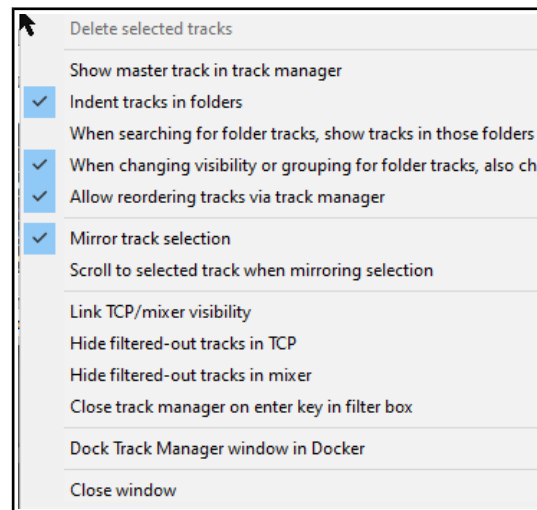 Delete selected tracks
Show master track in track manager
Indent tracks in folders
When searching for folder tracks, show tracks in those folders
When changing visibility or grouping for folder tracks, also ch
Allow reordering tracks via track manager
Mirror track selection
Scroll to selected track when mirroring selection
Link TCP/mixer visibility
Hide filtered-out tracks in TCP
Hide filtered-out tracks in mixer
Close track manager on enter key in filter box
Dock Track Manager window in Docker
Close window